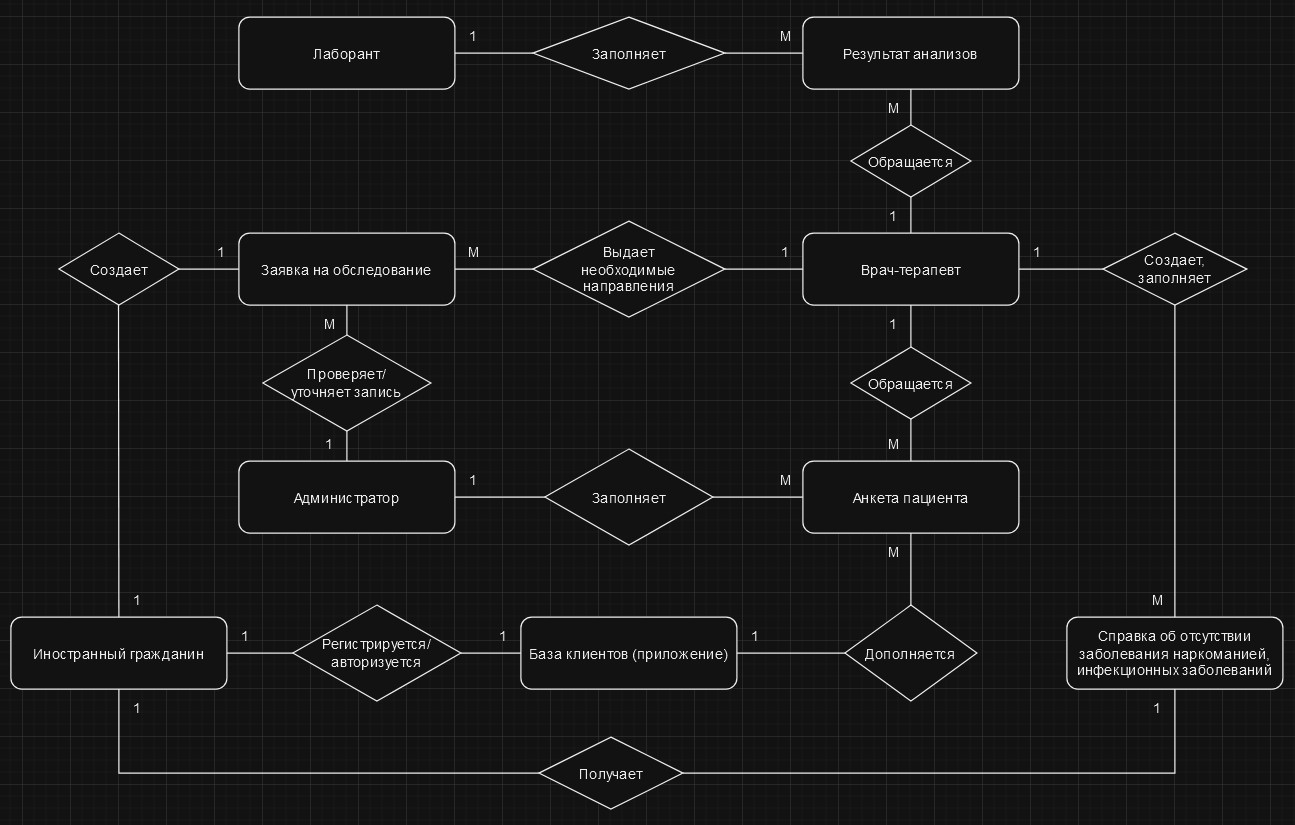 Лаборант
1
Заполняет
М
Результат анализов
М
Обращается
1
Создает
1
Заявка на обследование
М
Выдает
необходимые
направления
1
Врач-терапевт
1
Создает,
заполняет
М
Проверяет/
уточняет запись
1
1
Обращается
М
Администратор
1
Заполняет
М
Анкета пациента
М
1
М
Иностранный гражданин
1
Регистрируется/
авторизуется
1
База клиентов (приложение)
1
Дополняется
Справка об отсутствии
заболевания наркоманией,
инфекционных заболеваний
1
1
Получает